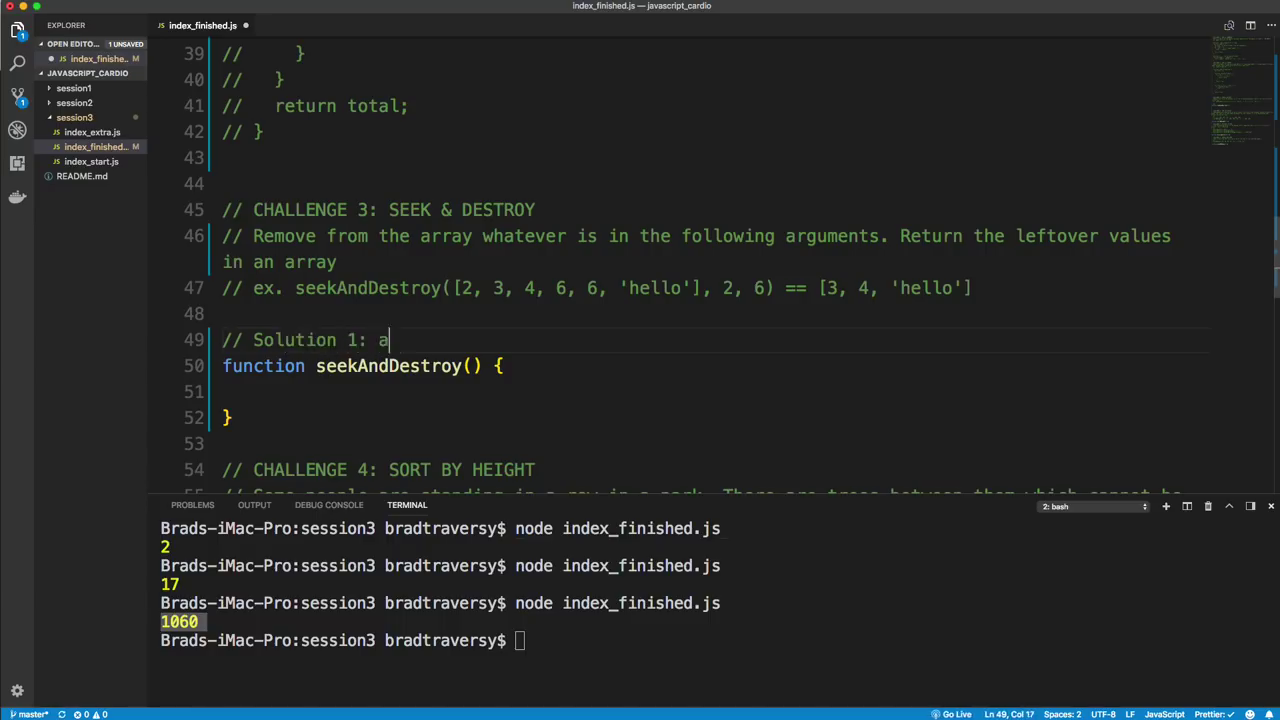 index_finished.js — javascript_cardio
EXPLORER
index_finished.js
OPEN EDITO... 1 UNSAVED
index_finishe... M
JAVASCRIPT_CARDIO
session1
session2
session3
index_extra.js
index_finished... M
index_start.js
README.md
39 //     }
40 //   }
41 //   return total;
42 // }
43
44
45 // CHALLENGE 3: SEEK & DESTROY
46 // Remove from the array whatever is in the following arguments. Return the leftover values
in an array
47 // ex. seekAndDestroy([2, 3, 4, 6, 6, 'hello'], 2, 6) == [3, 4, 'hello']
48
49 // Solution 1: a
50 function seekAndDestroy() {
51
52 }
53
54 // CHALLENGE 4: SORT BY HEIGHT
PROBLEMS OUTPUT DEBUG CONSOLE TERMINAL 2: bash
Brads-iMac-Pro:session3 bradtraversy$ node index_finished.js
2
Brads-iMac-Pro:session3 bradtraversy$ node index_finished.js
17
Brads-iMac-Pro:session3 bradtraversy$ node index_finished.js
1060
Brads-iMac-Pro:session3 bradtraversy$
master* 0 0 Go Live Ln 49, Col 17 Spaces: 2 UTF-8 LF JavaScript Prettier: ✓